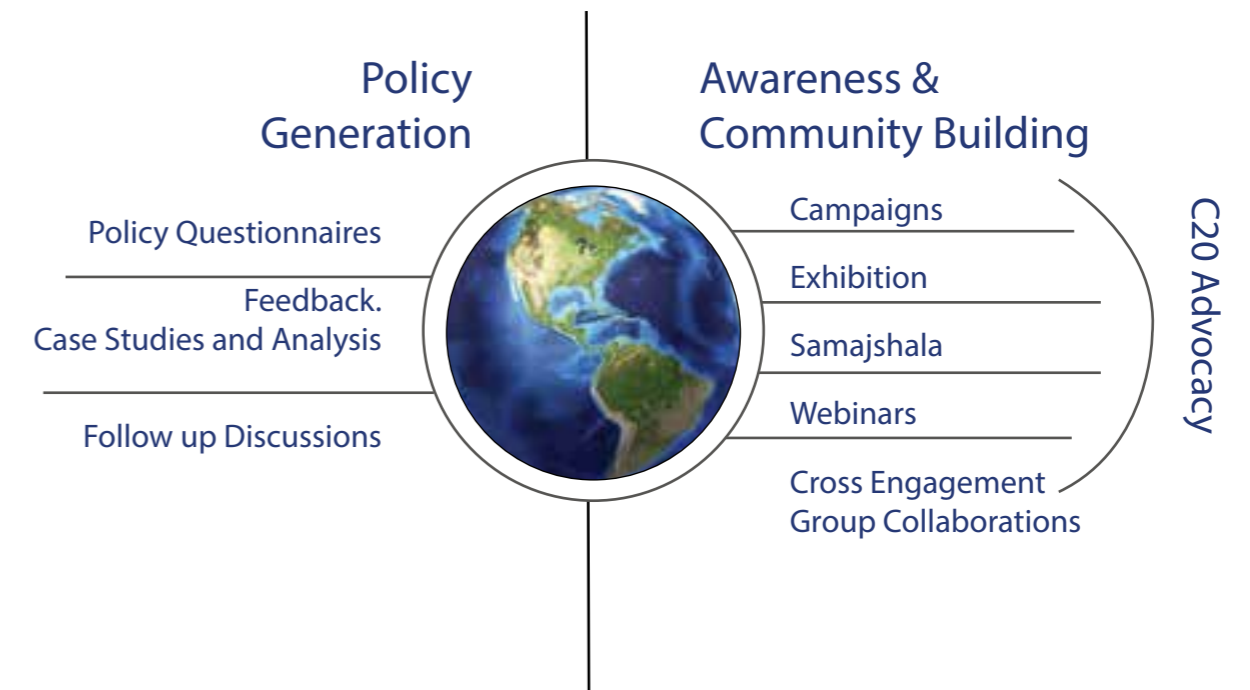 Policy
Generation
Policy Questionnaires
Feedback.
Case Studies and Analysis
Follow up Discussions
Awareness &
Community Building
Campaigns
Exhibition
Samajshala
Webinars
Cross Engagement
Group Collaborations
C20 Advocacy